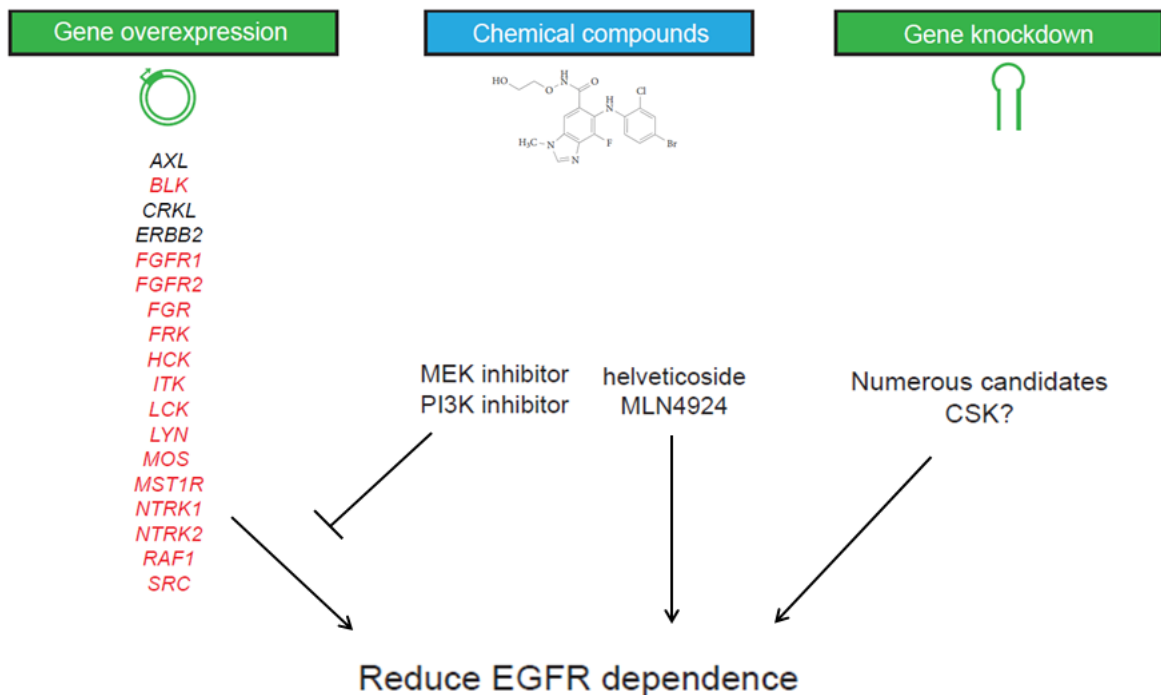 Gene overexpression
Chemical compounds
Gene knockdown
HO
O
H
N
O
H
N
Cl
Br
F
H₃C
N
N
AXL
BLK
CRKL
ERBB2
FGFR1
FGFR2
FGR
FRK
HCK
ITK
LCK
LYN
MOS
MST1R
NTRK1
NTRK2
RAF1
SRC
MEK inhibitor
PI3K inhibitor
helveticoside
MLN4924
Numerous candidates
CSK?
Reduce EGFR dependence